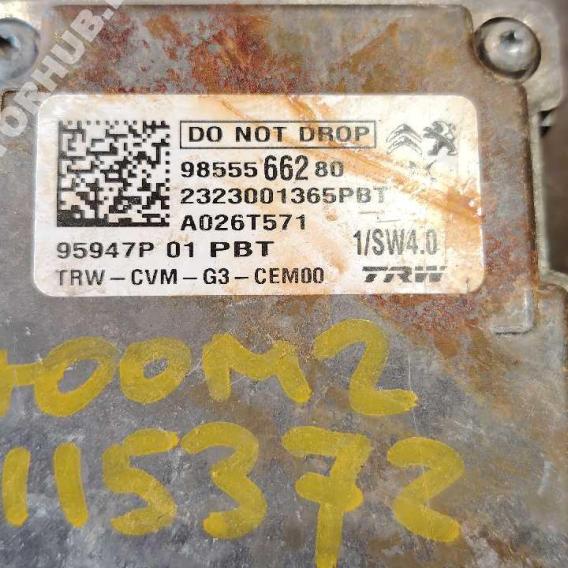 DO NOT DROP
98555 662 80
2323001365PBT
A026T571
95947P 01 PBT 1/SW4.0
TRW-CVM-G3-CEM00 TRW
400M2
115372